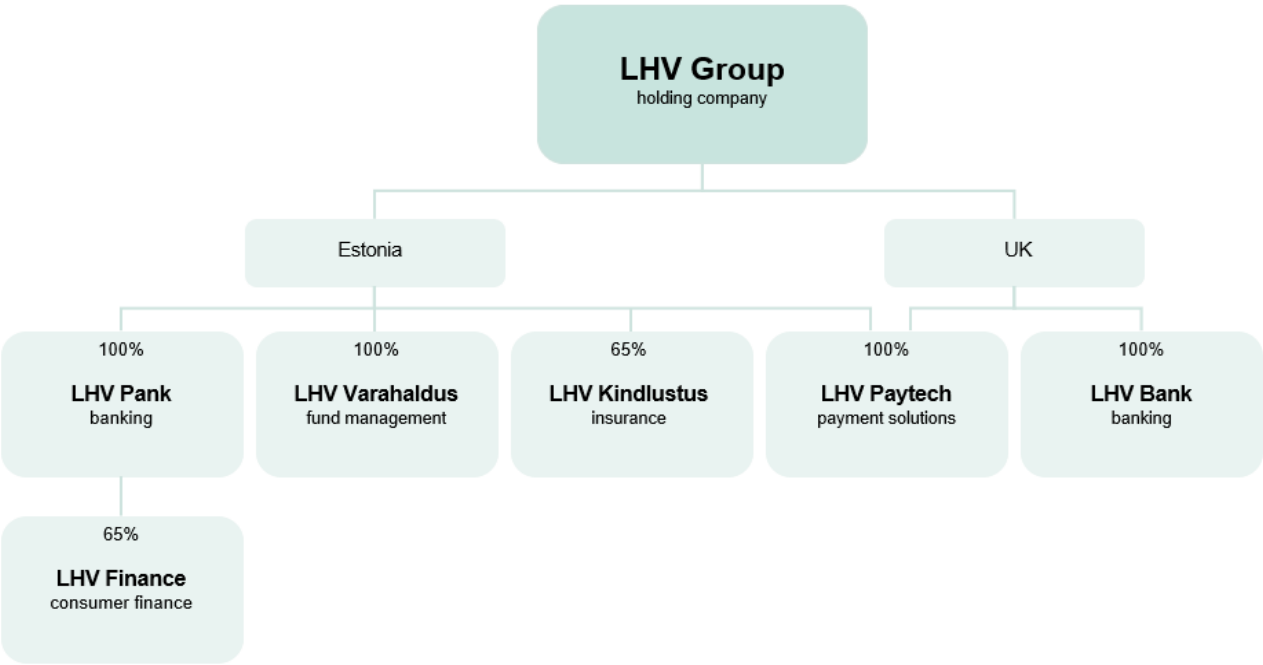 LHV Group
holding company
Estonia
UK
100%
LHV Pank
banking
100%
LHV Varahaldus
fund management
65%
LHV Kindlustus
insurance
100%
LHV Paytech
payment solutions
100%
LHV Bank
banking
65%
LHV Finance
consumer finance